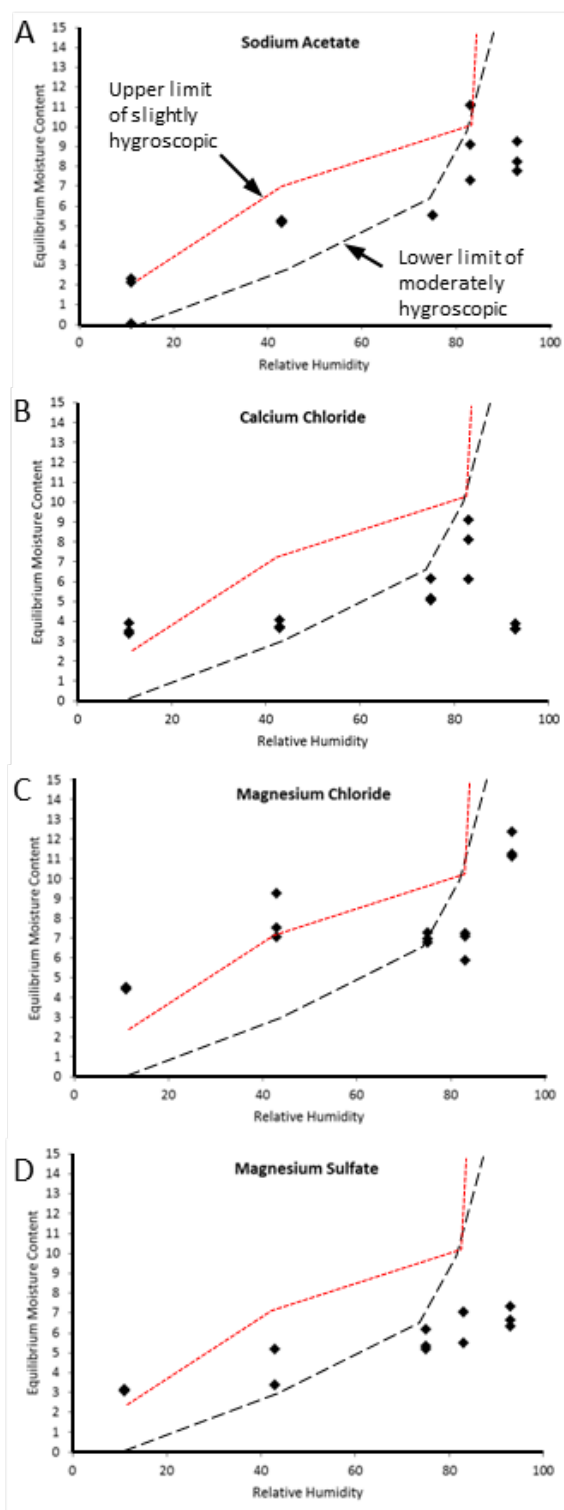 A
Sodium Acetate
15
14
13
12
11
10
9
8
7
6
5
4
3
2
1
0
Equilibrium Moisture Content
Upper limit
of slightly
hygroscopic
Lower limit of
moderately
hygroscopic
0 20 40 60 80 100
Relative Humidity
B
Calcium Chloride
15
14
13
12
11
10
9
8
7
6
5
4
3
2
1
0
Equilibrium Moisture Content
0 20 40 60 80 100
Relative Humidity
C
Magnesium Chloride
15
14
13
12
11
10
9
8
7
6
5
4
3
2
1
0
Equilibrium Moisture Content
0 20 40 60 80 100
Relative Humidity
D
Magnesium Sulfate
15
14
13
12
11
10
9
8
7
6
5
4
3
2
1
0
Equilibrium Moisture Content
0 20 40 60 80 100
Relative Humidity